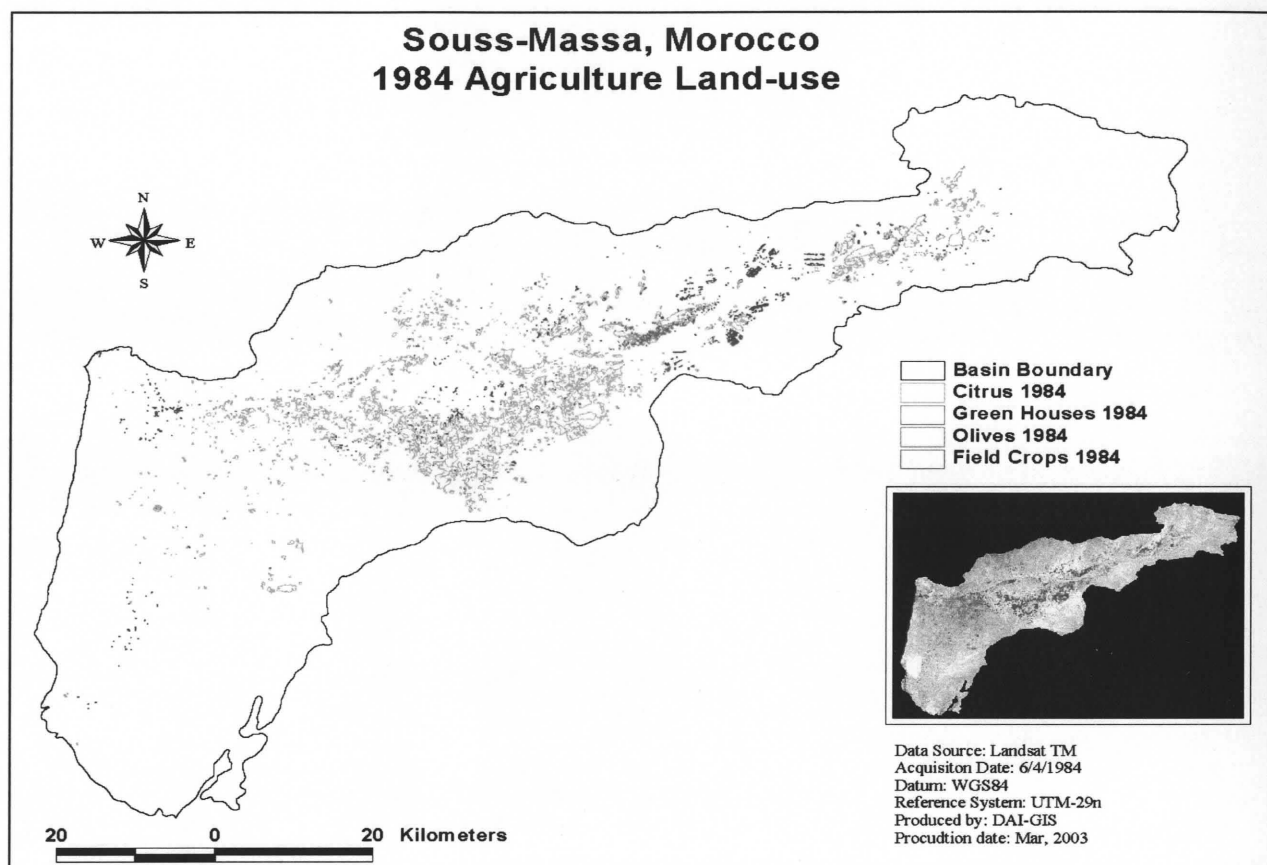 Souss-Massa, Morocco
1984 Agriculture Land-use
N
W E
S
Basin Boundary
Citrus 1984
Green Houses 1984
Olives 1984
Field Crops 1984
Data Source: Landsat TM
Acquisiton Date: 6/4/1984
Datum: WGS84
Reference System: UTM-29n
Produced by: DAI-GIS
Procudtion date: Mar, 2003
20 0 20 Kilometers